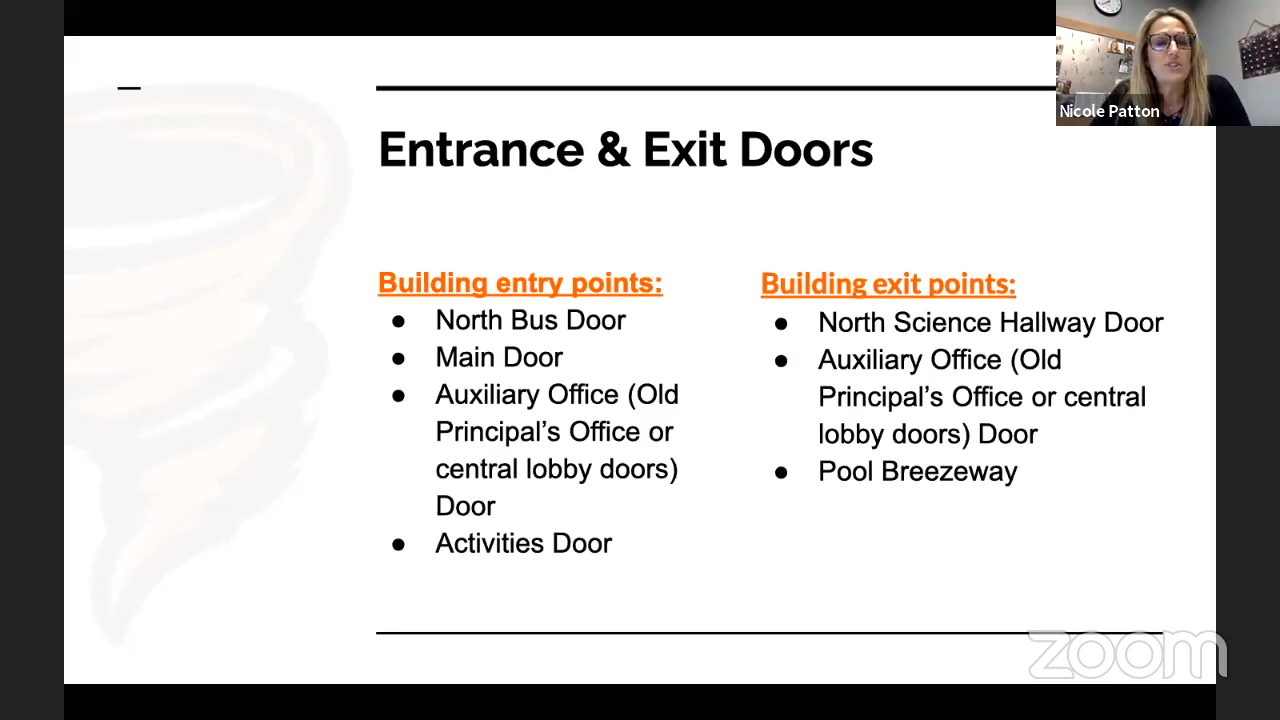 Nicole Patton
Entrance & Exit Doors
Building entry points:
● North Bus Door
● Main Door
● Auxiliary Office (Old
Principal’s Office or
central lobby doors)
Door
● Activities Door
Building exit points:
● North Science Hallway Door
● Auxiliary Office (Old
Principal’s Office or central
lobby doors) Door
● Pool Breezeway
zoom